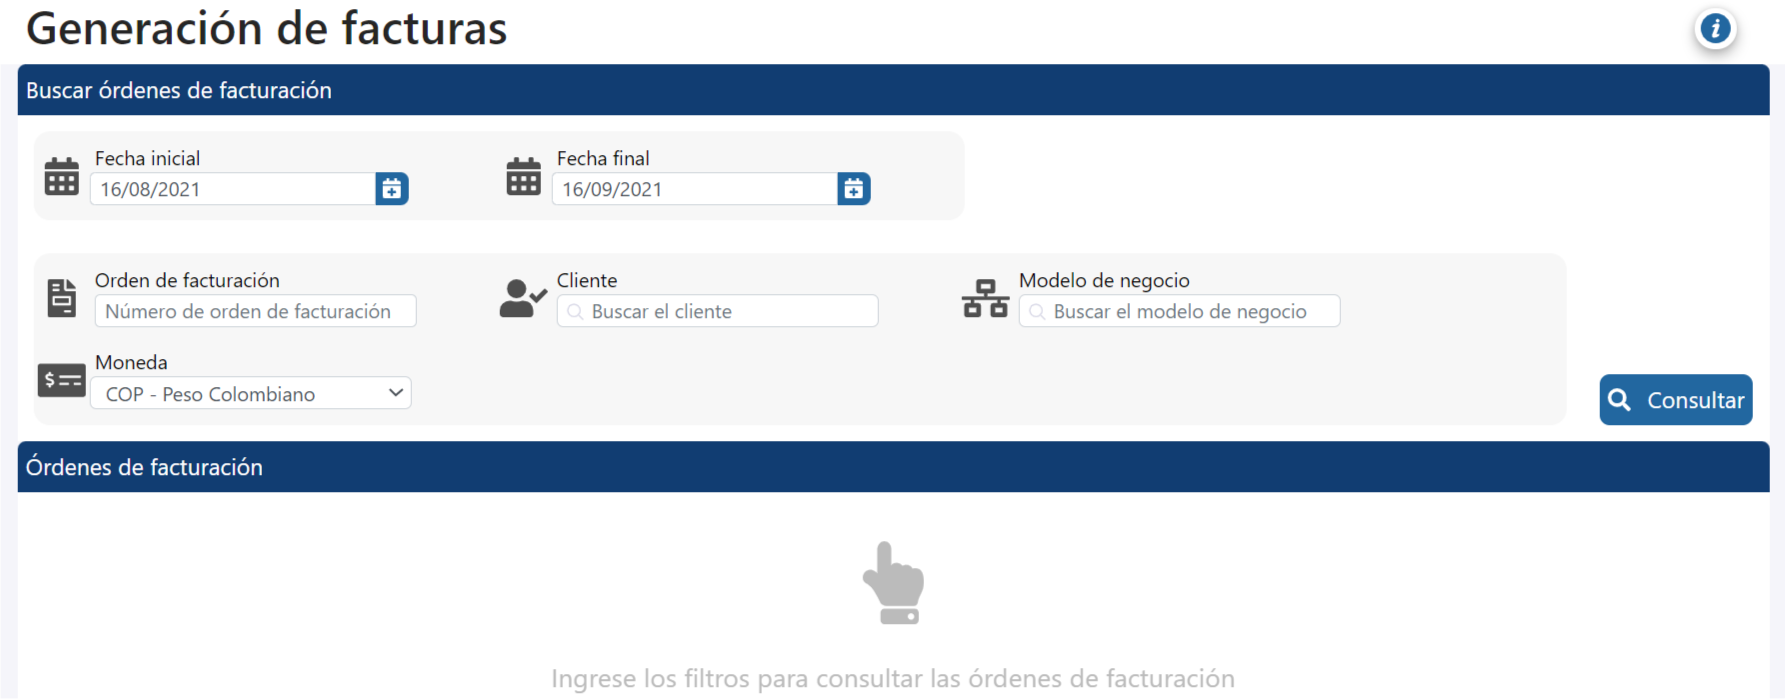 Generación de facturas
Buscar órdenes de facturación
Fecha inicial
16/08/2021
Fecha final
16/09/2021
Orden de facturación
Número de orden de facturación
Cliente
Buscar el cliente
Modelo de negocio
Buscar el modelo de negocio
Moneda
COP - Peso Colombiano
Consultar
Órdenes de facturación
Ingrese los filtros para consultar las órdenes de facturación